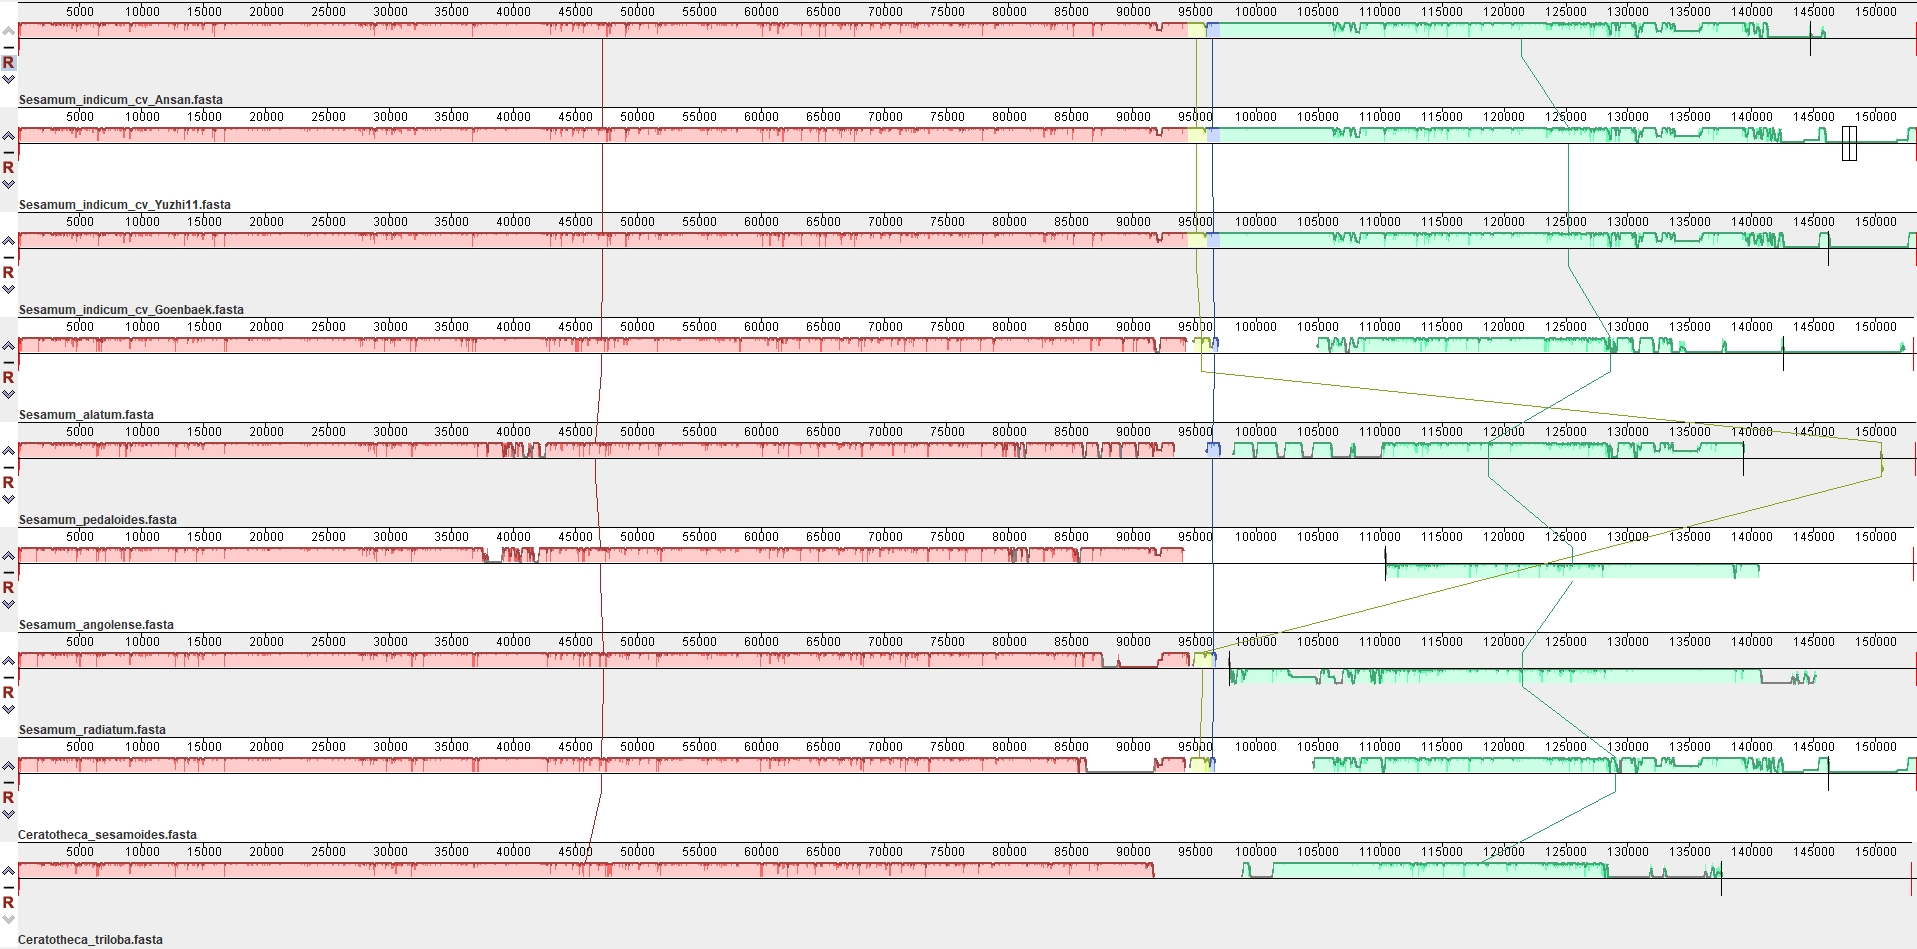 5000 10000 15000 20000 25000 30000 35000 40000 45000 50000 55000 60000 65000 70000 75000 80000 85000 90000 95000 100000 105000 110000 115000 120000 125000 130000 135000 140000 145000 150000
R
Sesamum_indicum_cv_Ansan.fasta
5000 10000 15000 20000 25000 30000 35000 40000 45000 50000 55000 60000 65000 70000 75000 80000 85000 90000 95000 100000 105000 110000 115000 120000 125000 130000 135000 140000 145000 150000
R
Sesamum_indicum_cv_Yuzhi11.fasta
5000 10000 15000 20000 25000 30000 35000 40000 45000 50000 55000 60000 65000 70000 75000 80000 85000 90000 95000 100000 105000 110000 115000 120000 125000 130000 135000 140000 145000 150000
R
Sesamum_indicum_cv_Goenbaek.fasta
5000 10000 15000 20000 25000 30000 35000 40000 45000 50000 55000 60000 65000 70000 75000 80000 85000 90000 95000 100000 105000 110000 115000 120000 125000 130000 135000 140000 145000 150000
R
Sesamum_alatum.fasta
5000 10000 15000 20000 25000 30000 35000 40000 45000 50000 55000 60000 65000 70000 75000 80000 85000 90000 95000 100000 105000 110000 115000 120000 125000 130000 135000 140000 145000 150000
R
Sesamum_pedaloides.fasta
5000 10000 15000 20000 25000 30000 35000 40000 45000 50000 55000 60000 65000 70000 75000 80000 85000 90000 95000 100000 105000 110000 115000 120000 125000 130000 135000 140000 145000 150000
R
Sesamum_angolense.fasta
5000 10000 15000 20000 25000 30000 35000 40000 45000 50000 55000 60000 65000 70000 75000 80000 85000 90000 95000 100000 105000 110000 115000 120000 125000 130000 135000 140000 145000 150000
R
Sesamum_radiatum.fasta
5000 10000 15000 20000 25000 30000 35000 40000 45000 50000 55000 60000 65000 70000 75000 80000 85000 90000 95000 100000 105000 110000 115000 120000 125000 130000 135000 140000 145000 150000
R
Ceratotheca_sesamoides.fasta
5000 10000 15000 20000 25000 30000 35000 40000 45000 50000 55000 60000 65000 70000 75000 80000 85000 90000 95000 100000 105000 110000 115000 120000 125000 130000 135000 140000 145000 150000
R
Ceratotheca_triloba.fasta